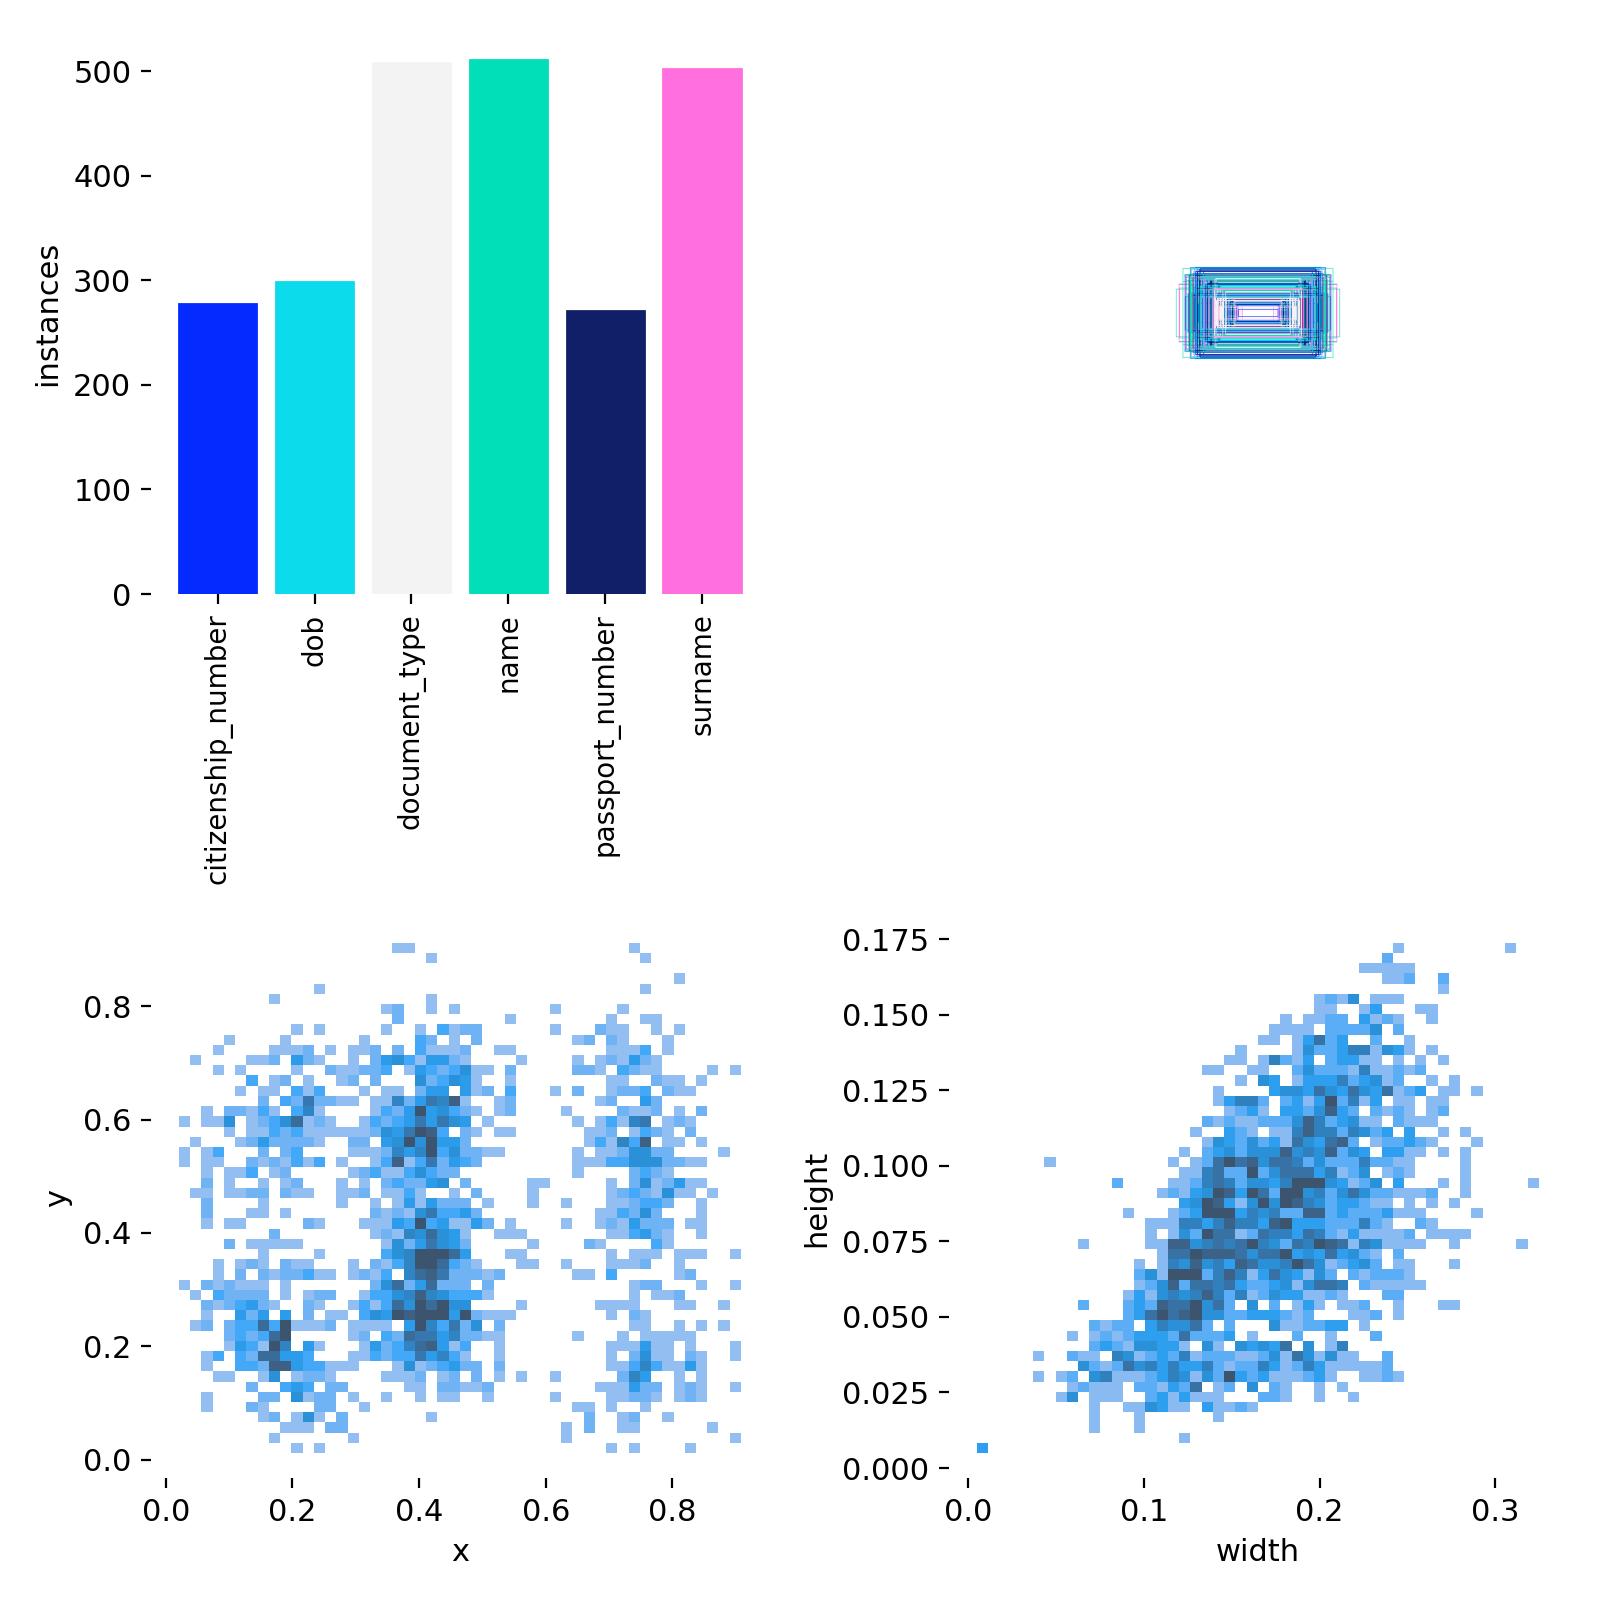 instances
500
400
300
200
100
0
citizenship_number
dob
document_type
name
passport_number
surname
y
0.8
0.6
0.4
0.2
0.0
0.0 0.2 0.4 0.6 0.8
x
height
0.175
0.150
0.125
0.100
0.075
0.050
0.025
0.000
0.0 0.1 0.2 0.3
width